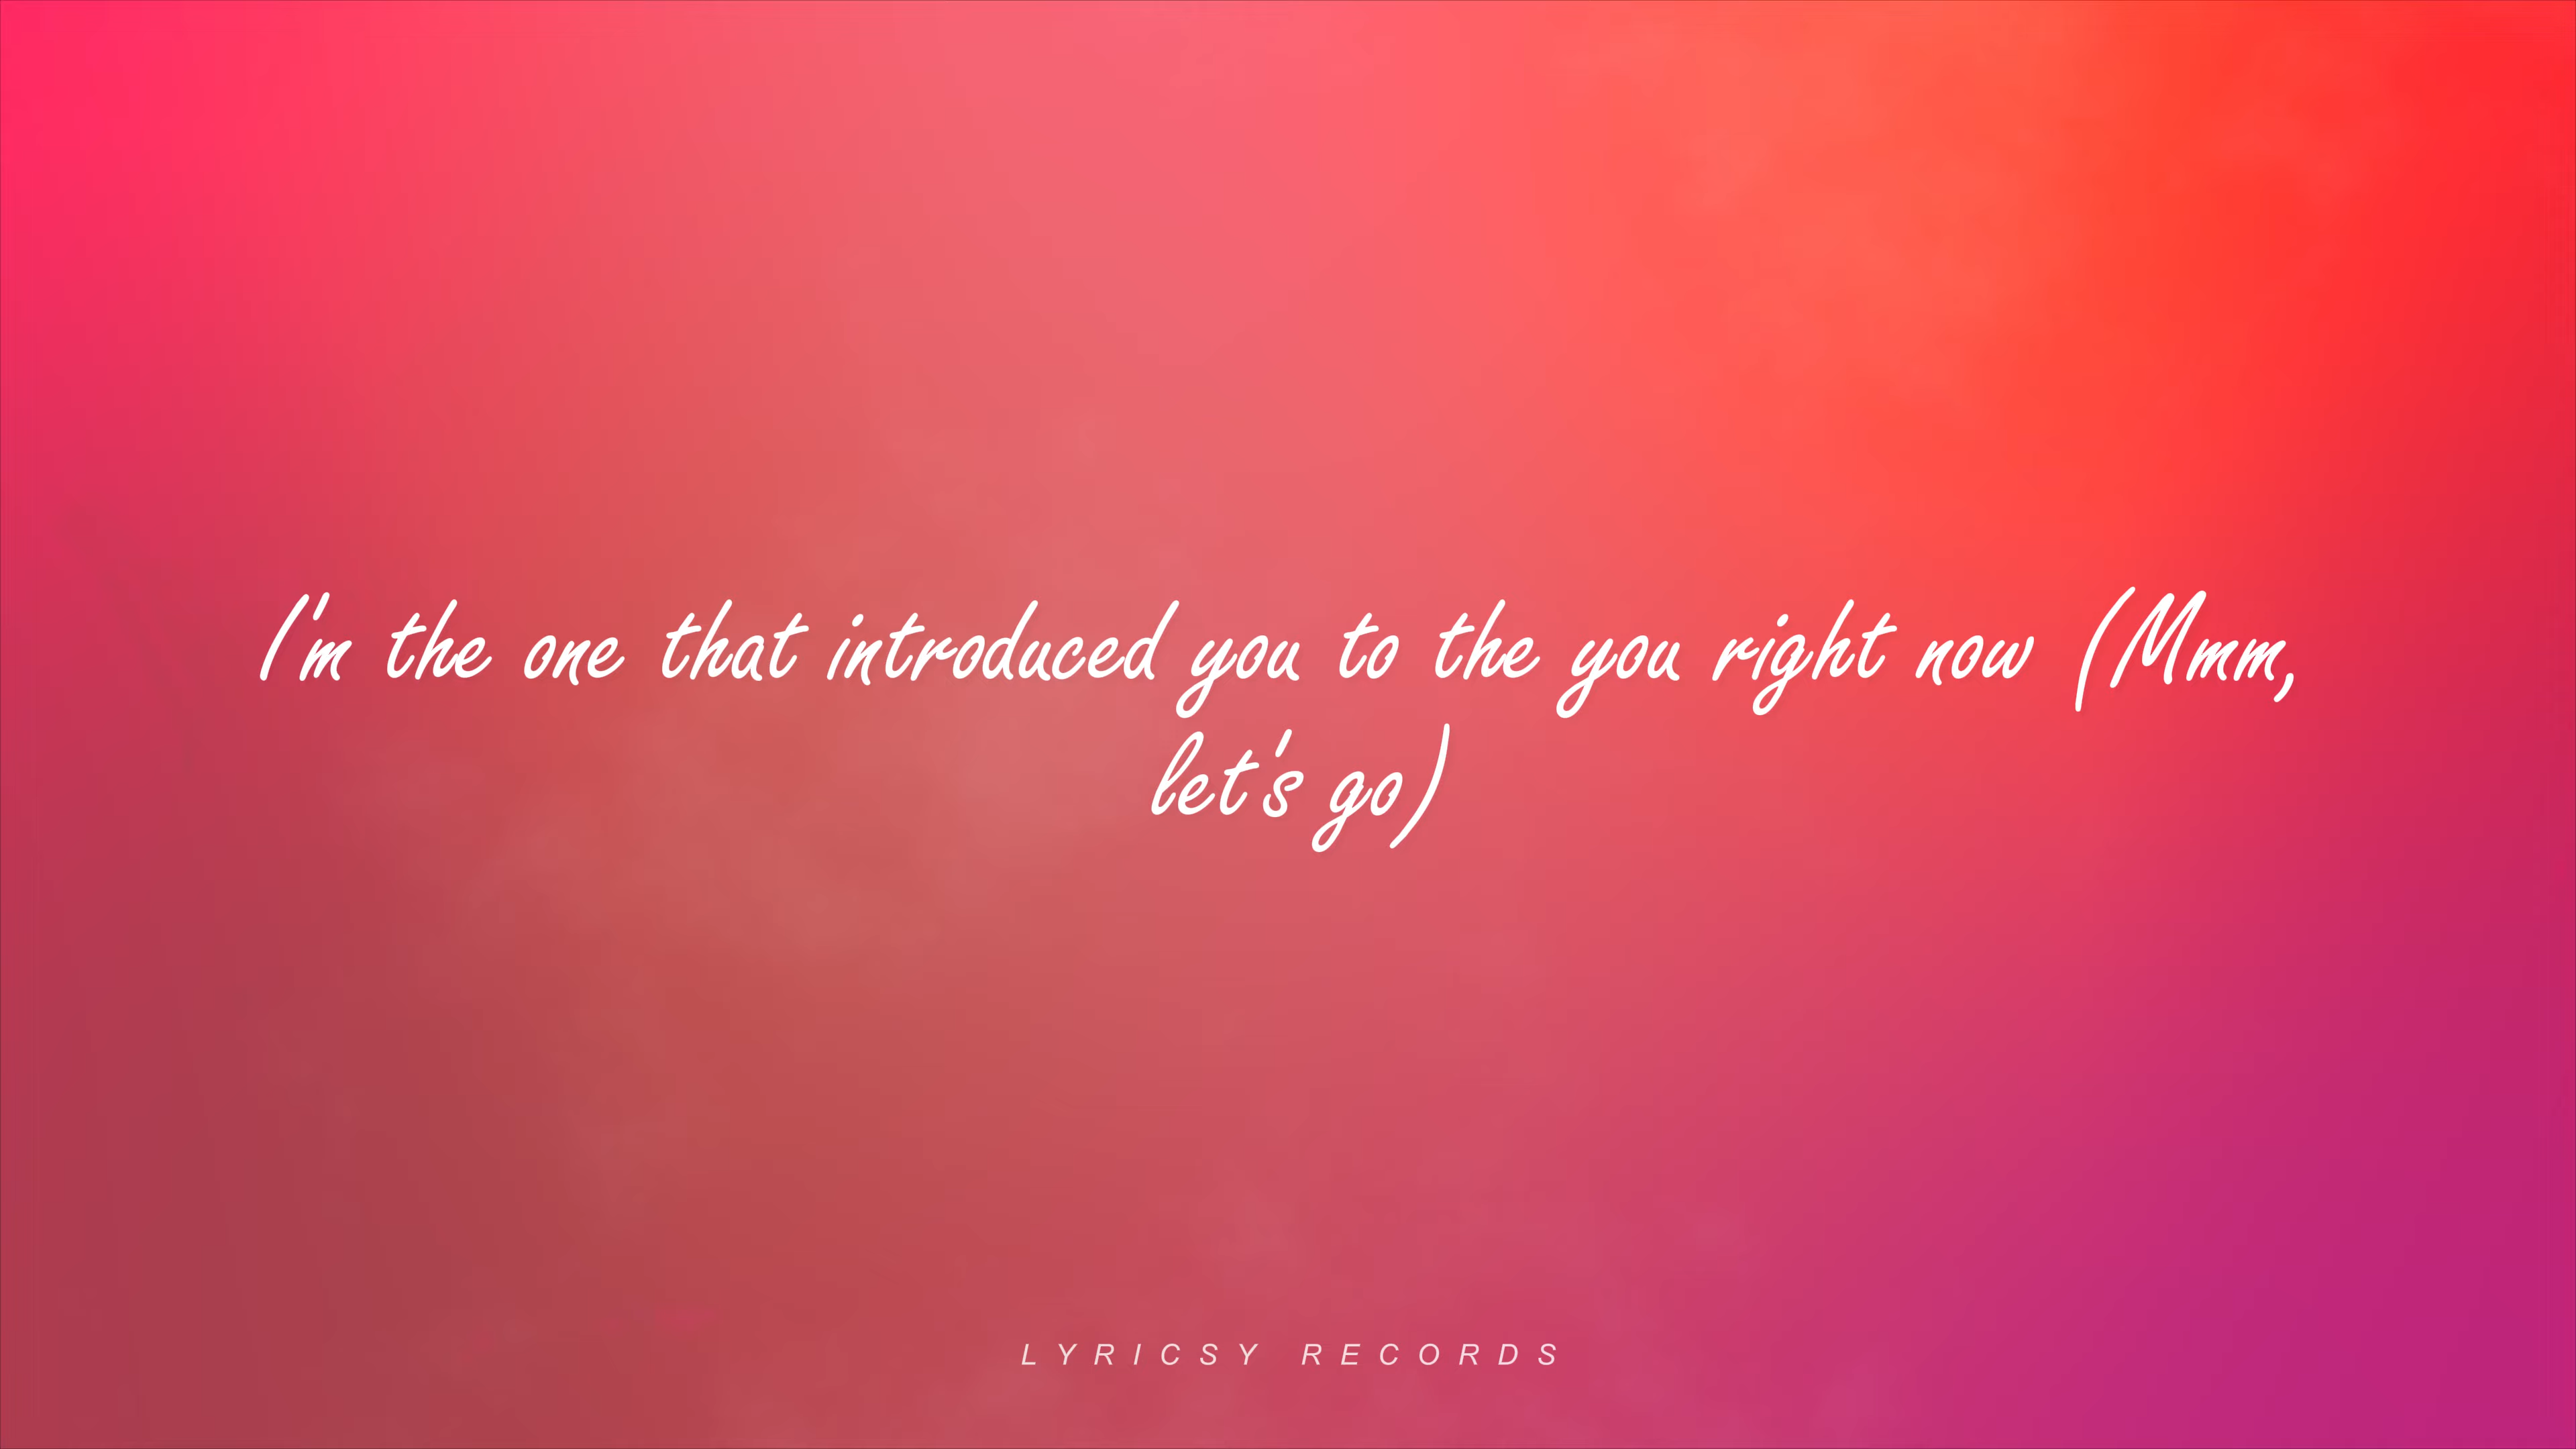 I'm the one that introduced you to the you right now (Mmm,
let's go)
LYRICSY RECORDS